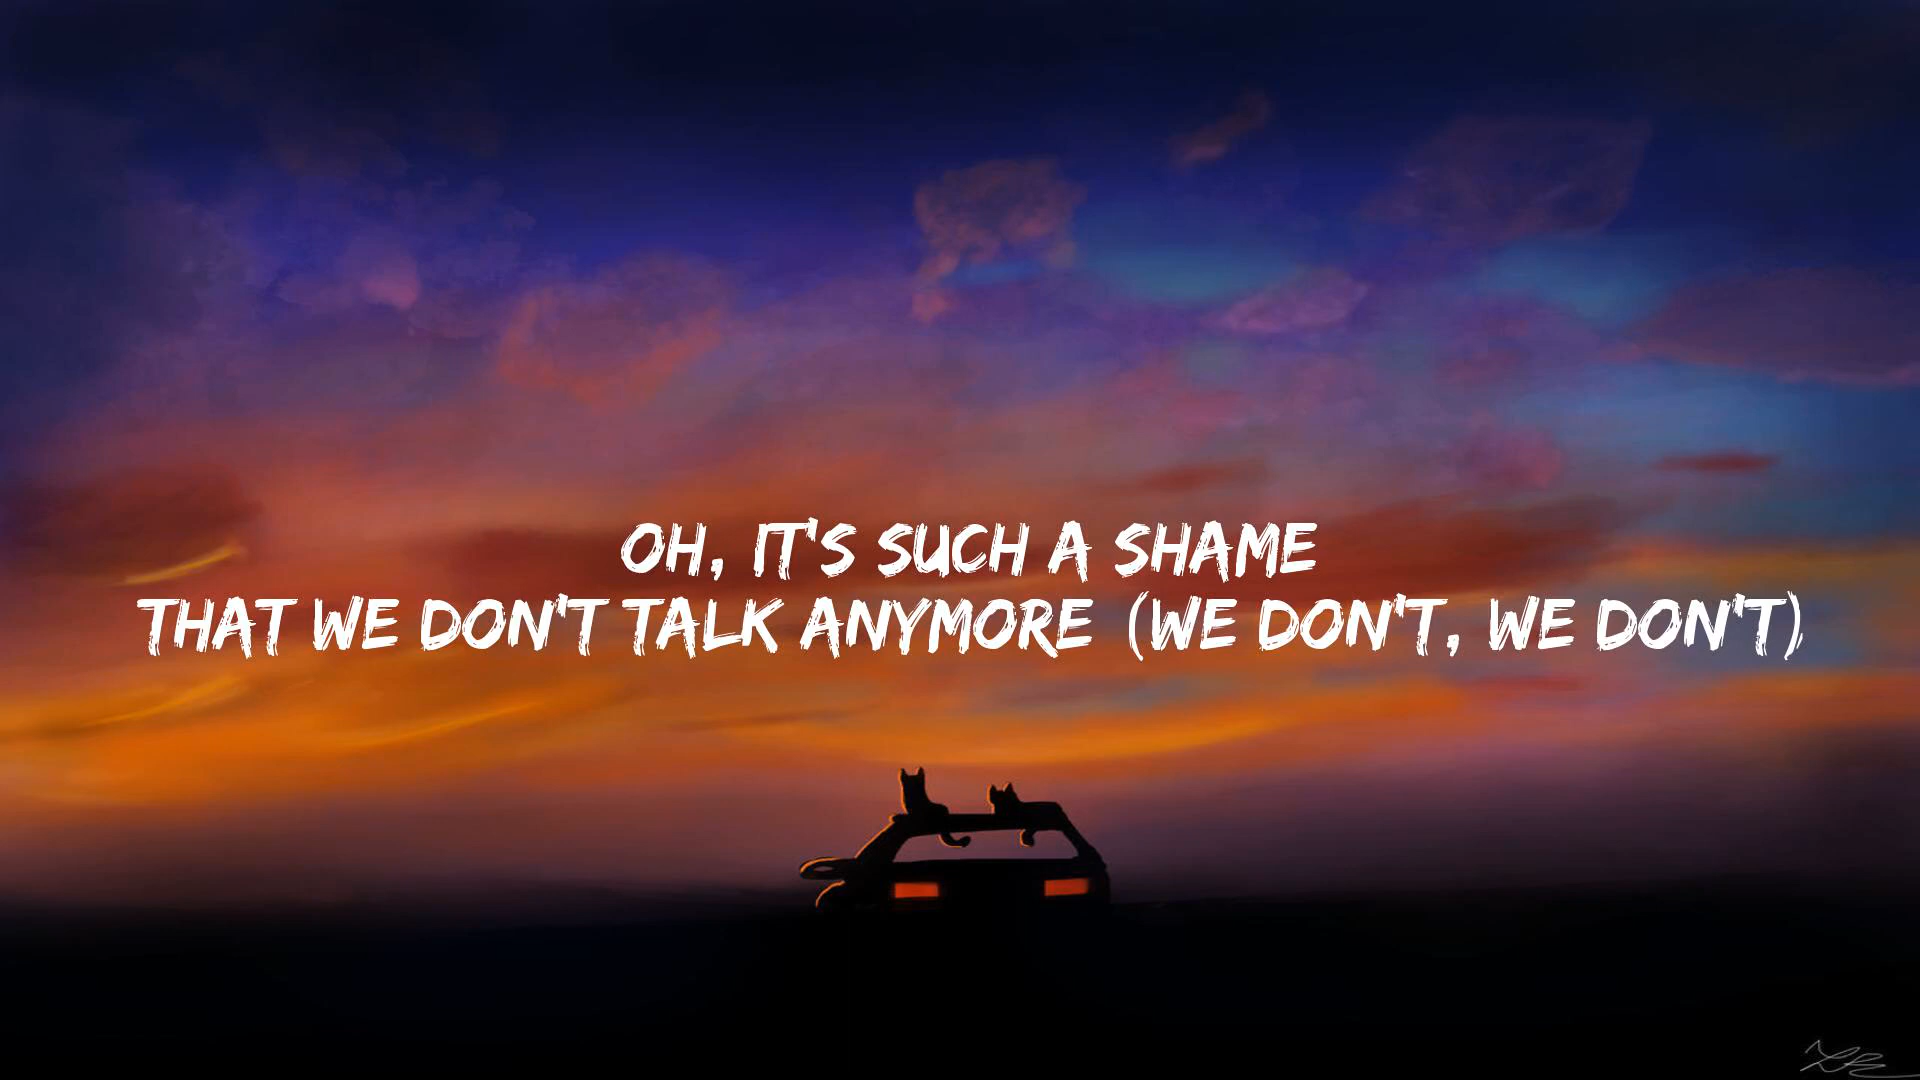 OH, IT'S SUCH A SHAME
THAT WE DON'T TALK ANYMORE (WE DON'T, WE DON'T)